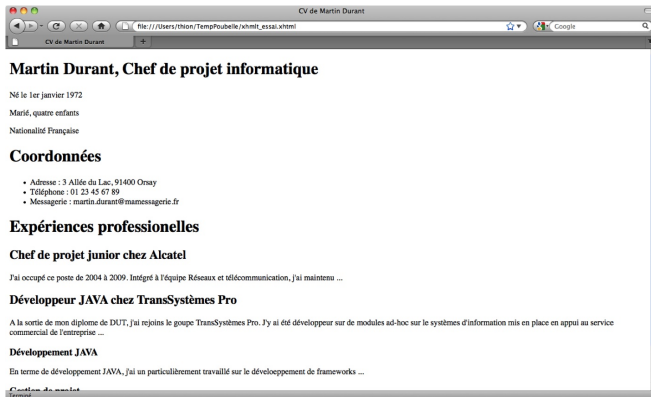 CV de Martin Durant
file:///Users/thion/TempPoubelle/xhmlt_essai.xhtml
Google
CV de Martin Durant
Martin Durant, Chef de projet informatique
Né le 1er janvier 1972
Marié, quatre enfants
Nationalité Française
Coordonnées
• Adresse : 3 Allée du Lac, 91400 Orsay
• Téléphone : 01 23 45 67 89
• Messagerie : martin.durant@mamessagerie.fr
Expériences professionelles
Chef de projet junior chez Alcatel
J'ai occupé ce poste de 2004 à 2009. Intégré à l'équipe Réseaux et télécommunication, j'ai maintenu ...
Développeur JAVA chez TransSystèmes Pro
A la sortie de mon diplome de DUT, j'ai rejoins le goupe TransSystèmes Pro. J'y ai été développeur sur de modules ad-hoc sur le systèmes d'information mis en place en appui au service
commercial de l'entreprise ...
Développement JAVA
En terme de développement JAVA, j'ai un particulièrement travaillé sur le déveloeppement de frameworks ...
Gestion de projet
Terminé